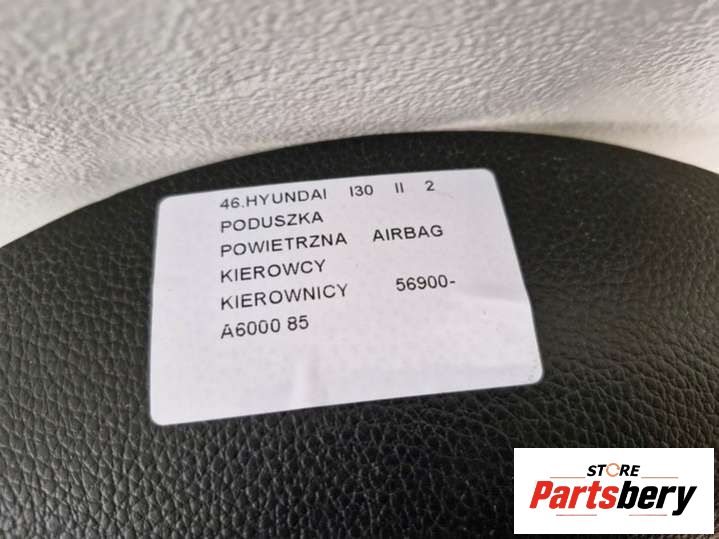 46.HYUNDAI I30 II 2
PODUSZKA
POWIETRZNA AIRBAG
KIEROWCY
KIEROWNICY 56900-
A6000 85
STORE
Partsbery